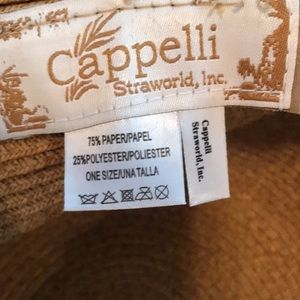 Cappelli
Straworld, Inc.
75% PAPER/PAPEL
25%POLYESTER/POLIESTER
ONE SIZE/UNA TALLA
Cappelli
Straworld, Inc.